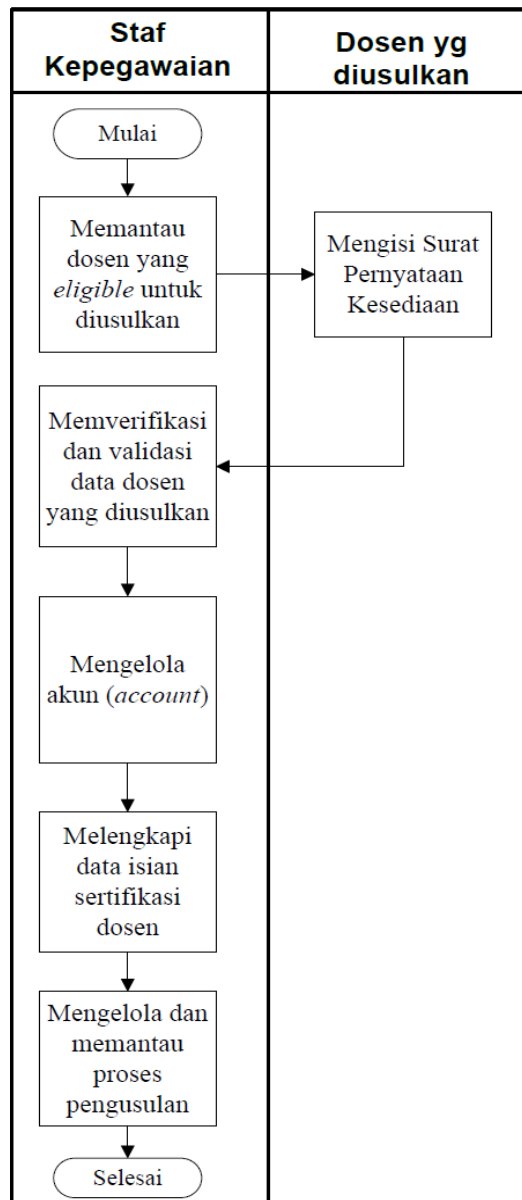 Staf
Kepegawaian
Dosen yg
diusulkan
Mulai
Memantau
dosen yang
eligible untuk
diusulkan
Mengisi Surat
Pernyataan
Kesediaan
Memverifikasi
dan validasi
data dosen
yang diusulkan
Mengelola
akun (account)
Melengkapi
data isian
sertifikasi
dosen
Mengelola dan
memantau
proses
pengusulan
Selesai